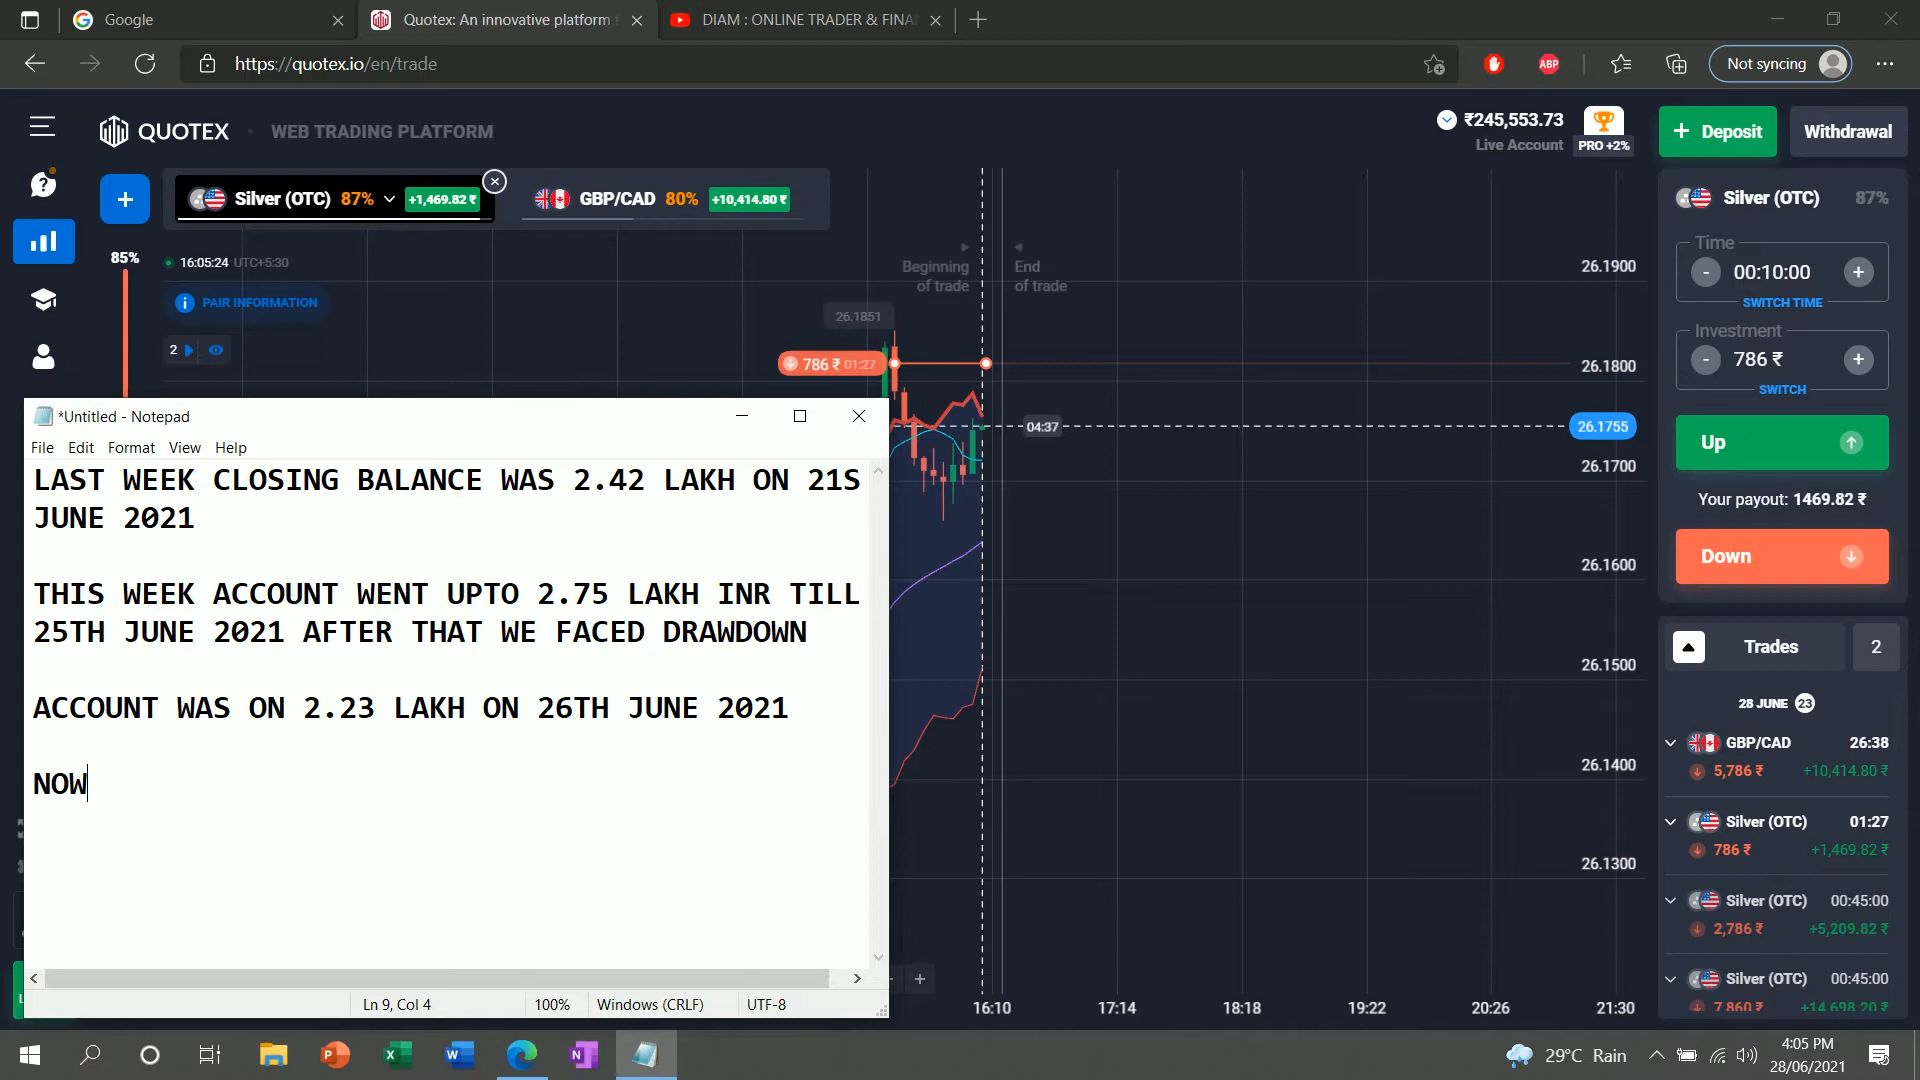 Google
Quotex: An innovative platform
DIAM : ONLINE TRADER & FINA
https://quotex.io/en/trade
ABP
Not syncing
QUOTEX
WEB TRADING PLATFORM
₹245,553.73
Live Account
PRO +2%
+ Deposit
Withdrawal
Silver (OTC) 87% +1,469.82 ₹
GBP/CAD 80% +10,414.80 ₹
85%
16:05:24 UTC+5:30
PAIR INFORMATION
2
Beginning
of trade
End
of trade
26.1851
786 ₹ 01:27
04:37
26.1900
26.1800
26.1755
26.1700
26.1600
26.1500
26.1400
26.1300
16:10
17:14
18:18
19:22
20:26
21:30
Silver (OTC) 87%
Time
- 00:10:00 +
SWITCH TIME
Investment
- 786 ₹ +
SWITCH
Up
Your payout: 1469.82 ₹
Down
Trades 2
28 JUNE 23
GBP/CAD 26:38
5,786 ₹ +10,414.80 ₹
Silver (OTC) 01:27
786 ₹ +1,469.82 ₹
Silver (OTC) 00:45:00
2,786 ₹ +5,209.82 ₹
Silver (OTC) 00:45:00
7,860 ₹ +14,698.20 ₹
*Untitled - Notepad
File Edit Format View Help
LAST WEEK CLOSING BALANCE WAS 2.42 LAKH ON 21S
JUNE 2021
THIS WEEK ACCOUNT WENT UPTO 2.75 LAKH INR TILL
25TH JUNE 2021 AFTER THAT WE FACED DRAWDOWN
ACCOUNT WAS ON 2.23 LAKH ON 26TH JUNE 2021
NOW
Ln 9, Col 4
100%
Windows (CRLF)
UTF-8
29°C Rain
4:05 PM
28/06/2021